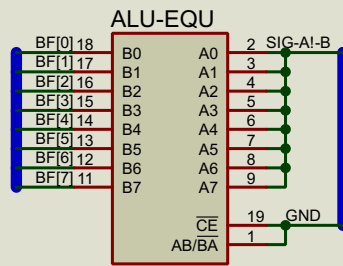 ALU-EQU
BF[0] 18 B0 A0 2 SIG-A!-B
BF[1] 17 B1 A1 3
BF[2] 16 B2 A2 4
BF[3] 15 B3 A3 5
BF[4] 14 B4 A4 6
BF[5] 13 B5 A5 7
BF[6] 12 B6 A6 8
BF[7] 11 B7 A7 9
CE 19 GND
AB/BA 1